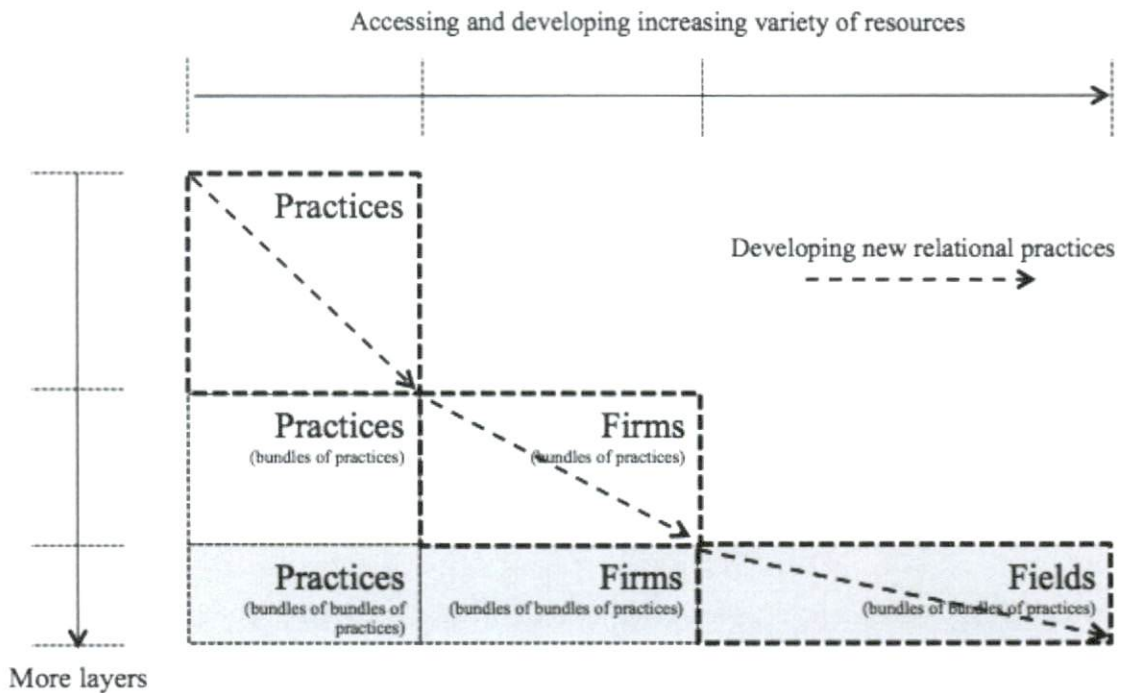 Accessing and developing increasing variety of resources
Practices
Developing new relational practices
Practices
(bundles of practices)
Firms
(bundles of practices)
Practices
(bundles of bundles of
practices)
Firms
(bundles of bundles of practices)
Fields
(bundles of bundles of practices)
More layers